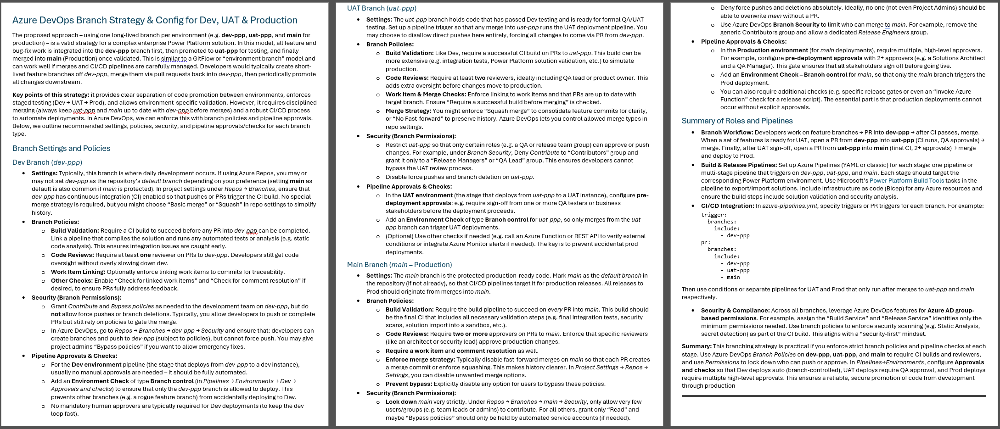 Azure DevOps Branch Strategy & Config for Dev, UAT & Production
The proposed approach – using one long-lived branch per environment (e.g. dev-ppp, uat-ppp, and main for
production) – is a valid strategy for a complex enterprise Power Platform solution. In this model, all feature and
bug-fix work is integrated into the dev-ppp branch first, then promoted to uat-ppp for testing, and finally
merged into main (Production) once validated. This is similar to a GitFlow or “environment branch” model and
can work well if merges and CI/CD pipelines are carefully managed. Developers would typically create short-
lived feature branches off dev-ppp, merge them via pull requests back into dev-ppp, then periodically promote
all changes downstream.
Key points of this strategy: it provides clear separation of code promotion between environments, enforces
staged testing (Dev → UAT → Prod), and allows environment-specific validation. However, it requires disciplined
merging (always keep uat-ppp and main up to date with dev-ppp before merges) and a robust CI/CD process
to automate deployments. In Azure DevOps, we can enforce this with branch policies and pipeline approvals.
Below, we outline recommended settings, policies, security, and pipeline approvals/checks for each branch
type.
Branch Settings and Policies
Dev Branch (dev-ppp)
• Settings: Typically, this branch is where daily development occurs. If using Azure Repos, you may or
may not set dev-ppp as the repository’s default branch depending on your preference (setting main as
default is also common if main is protected). In project settings under Repos → Branches, ensure that
dev-ppp has continuous integration (CI) enabled so that pushes or PRs trigger the CI build. No special
merge strategy is required, but you might choose “Basic merge” or “Squash” in repo settings to simplify
history.
• Branch Policies:
o Build Validation: Require a CI build to succeed before any PR into dev-ppp can be completed.
Link a pipeline that compiles the solution and runs any automated tests or analysis (e.g. static
code analysis). This ensures integration issues are caught early.
o Code Reviews: Require at least one reviewer on PRs to dev-ppp. Developers still get code
oversight without overly slowing down dev.
o Work Item Linking: Optionally enforce linking work items to commits for traceability.
o Other Checks: Enable “Check for linked work items” and “Check for comment resolution” if
desired, to ensure PRs fully address feedback.
• Security (Branch Permissions):
o Grant Contribute and Bypass policies as needed to the development team on dev-ppp, but do
not allow force pushes or branch deletions. Typically, you allow developers to push or complete
PRs but still rely on policies to gate the merge.
o In Azure DevOps, go to Repos → Branches → dev-ppp → Security and ensure that: developers can
create branches and push to dev-ppp (subject to policies), but cannot force push. You may give
project admins “Bypass policies” if you want to allow emergency fixes.
• Pipeline Approvals & Checks:
o For the Dev environment pipeline (the stage that deploys from dev-ppp to a dev instance),
usually no manual approvals are needed – it should be fully automated.
o Add an Environment Check of type Branch control (in Pipelines → Environments → Dev →
Approvals and checks) to ensure that only the dev-ppp branch is allowed to deploy. This
prevents other branches (e.g. a rogue feature branch) from accidentally deploying to Dev.
o No mandatory human approvers are typically required for Dev deployments (to keep the dev
loop fast).
UAT Branch (uat-ppp)
• Settings: The uat-ppp branch holds code that has passed Dev testing and is ready for formal QA/UAT
testing. Set up a pipeline trigger so that any merge into uat-ppp runs the UAT deployment pipeline. You
may choose to disallow direct pushes here entirely, forcing all changes to come via PR from dev-ppp.
• Branch Policies:
o Build Validation: Like Dev, require a successful CI build on PRs to uat-ppp. This build can be
more extensive (e.g. integration tests, Power Platform solution validation, etc.) to simulate
production.
o Code Reviews: Require at least two reviewers, ideally including QA lead or product owner. This
adds extra oversight before changes move to production.
o Work Item & Merge Checks: Enforce linking to work items and that PRs are up to date with
target branch. Ensure “Require a successful build before merging” is checked.
o Merge Strategy: You might enforce “Squash merge” to consolidate feature commits for clarity,
or “No Fast-forward” to preserve history. Azure DevOps lets you control allowed merge types in
repo settings.
• Security (Branch Permissions):
o Restrict uat-ppp so that only certain roles (e.g. a QA or release team group) can approve or push
changes. For example, under Branch Security, Deny Contribute to “Contributors” group and
grant it only to a “Release Managers” or “QA Lead” group. This ensures developers cannot
bypass the UAT review process.
o Disable force pushes and branch deletion on uat-ppp.
• Pipeline Approvals & Checks:
o In the UAT environment (the stage that deploys from uat-ppp to a UAT instance), configure pre-
deployment approvals: e.g. require sign-off from one or more QA testers or business
stakeholders before the deployment proceeds.
o Add an Environment Check of type Branch control for uat-ppp, so only merges from the uat-
ppp branch can trigger UAT deployments.
o (Optional) Use other checks if needed (e.g. call an Azure Function or REST API to verify external
conditions or integrate Azure Monitor alerts if needed). The key is to prevent accidental prod
deployments.
Main Branch (main – Production)
• Settings: The main branch is the protected production-ready code. Mark main as the default branch in
the repository (if not already), so that CI/CD pipelines target it for production releases. All releases to
Prod should originate from merges into main.
• Branch Policies:
o Build Validation: Require the build pipeline to succeed on every PR into main. This build should
be the final CI that includes all necessary validation steps (e.g. final integration tests, security
scans, solution import into a sandbox, etc.).
o Code Reviews: Require two or more approvers on PRs to main. Enforce that specific reviewers
(like an architect or security lead) approve production changes.
o Require a work item and comment resolution as well.
o Enforce merge strategy: Typically disable fast-forward merges on main so that each PR creates
a merge commit or enforce squashing. This makes history clearer. In Project Settings → Repos →
Settings, you can disable unwanted merge options.
o Prevent bypass: Explicitly disable any option for users to bypass these policies.
• Security (Branch Permissions):
o Lock down main very strictly. Under Repos → Branches → main → Security, only allow very few
users/groups (e.g. team leads or admins) to contribute. For all others, grant only “Read” and
maybe “Bypass policies” should only be held by automated service accounts (if needed).
o Deny force pushes and deletions absolutely. Ideally, no one (not even Project Admins) should be
able to overwrite main without a PR.
o Use Azure DevOps Branch Security to limit who can merge to main. For example, remove the
generic Contributors group and allow a dedicated Release Engineers group.
• Pipeline Approvals & Checks:
o In the Production environment (for main deployments), require multiple, high-level approvers.
For example, configure pre-deployment approvals with 2+ approvers (e.g. a Solutions Architect
and a QA Manager). This gate ensures that all stakeholders sign off before going live.
o Add an Environment Check – Branch control for main, so that only the main branch triggers the
Prod deployment.
o You can also require additional checks (e.g. specific release gates or even an “Invoke Azure
Function” check for a release script). The essential part is that production deployments cannot
occur without explicit approvals.
Summary of Roles and Pipelines
• Branch Workflow: Developers work on feature branches → PR into dev-ppp → after CI passes, merge.
When a set of features is ready for UAT, open a PR from dev-ppp into uat-ppp (CI runs, QA approvals) →
merge. Finally, after UAT sign-off, open a PR from uat-ppp into main (final CI, 2+ approvals) → merge
and deploy to Prod.
• Build & Release Pipelines: Set up Azure Pipelines (YAML or classic) for each stage: one pipeline or
multi-stage pipeline that triggers on dev-ppp, uat-ppp, and main. Each stage should target the
corresponding Power Platform environment. Use Microsoft’s Power Platform Build Tools tasks in the
pipeline to export/import solutions. Include infrastructure as code (Bicep) for any Azure resources and
ensure the build steps include solution validation and security analysis.
• CI/CD Integration: In azure-pipelines.yml, specify triggers or PR triggers for each branch. For example:
trigger:
  branches:
    include:
      - dev-ppp
pr:
  branches:
    include:
      - dev-ppp
      - uat-ppp
      - main
Then use conditions or separate pipelines for UAT and Prod that only run after merges to uat-ppp and main
respectively.
• Security & Compliance: Across all branches, leverage Azure DevOps features for Azure AD group-
based permissions. For example, assign the “Build Service” and “Release Service” identities only the
minimum permissions needed. Use branch policies to enforce security scanning (e.g. Static Analysis,
secret detection) as part of the CI build. This aligns with a “security-first” mindset.
Summary: This branching strategy is practical if you enforce strict branch policies and pipeline checks at each
stage. Use Azure DevOps Branch Policies on dev-ppp, uat-ppp, and main to require CI builds and reviewers,
and use Permissions to lock down who can push or approve. In Pipelines→Environments, configure Approvals
and checks so that Dev deploys auto (branch-controlled), UAT deploys require QA approval, and Prod deploys
require multiple high-level approvals. This ensures a reliable, secure promotion of code from development
through production